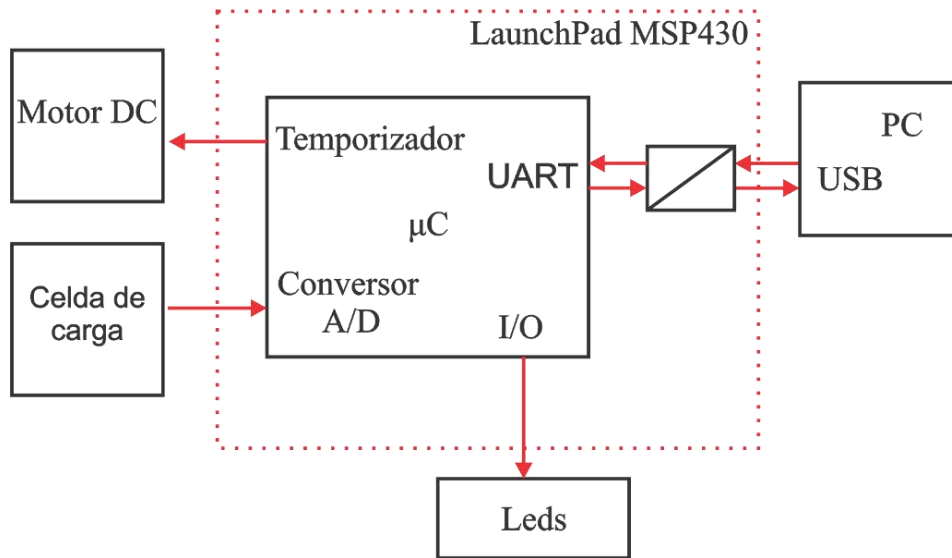 LaunchPad MSP430
Motor DC
Temporizador
UART
PC
USB
µC
Celda de
carga
Conversor
A/D
I/O
Leds